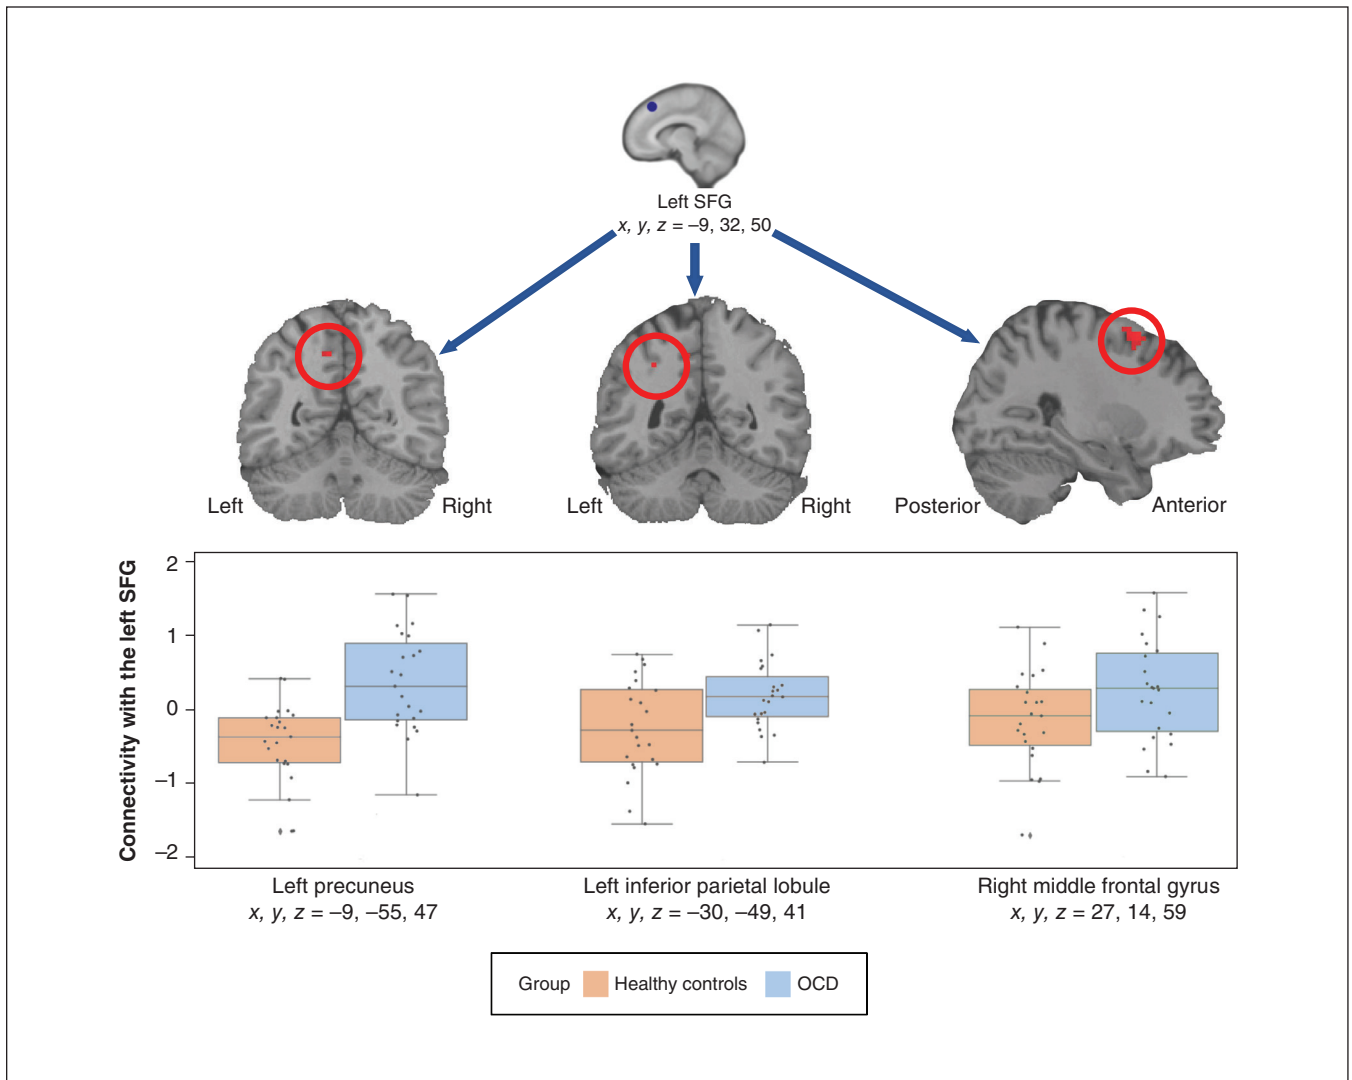 Left SFG
x, y, z = –9, 32, 50
Left
Right
Left
Right
Posterior
Anterior
Connectivity with the left SFG
2
1
0
–1
–2
Left precuneus
x, y, z = –9, –55, 47
Left inferior parietal lobule
x, y, z = –30, –49, 41
Right middle frontal gyrus
x, y, z = 27, 14, 59
Group Healthy controls OCD